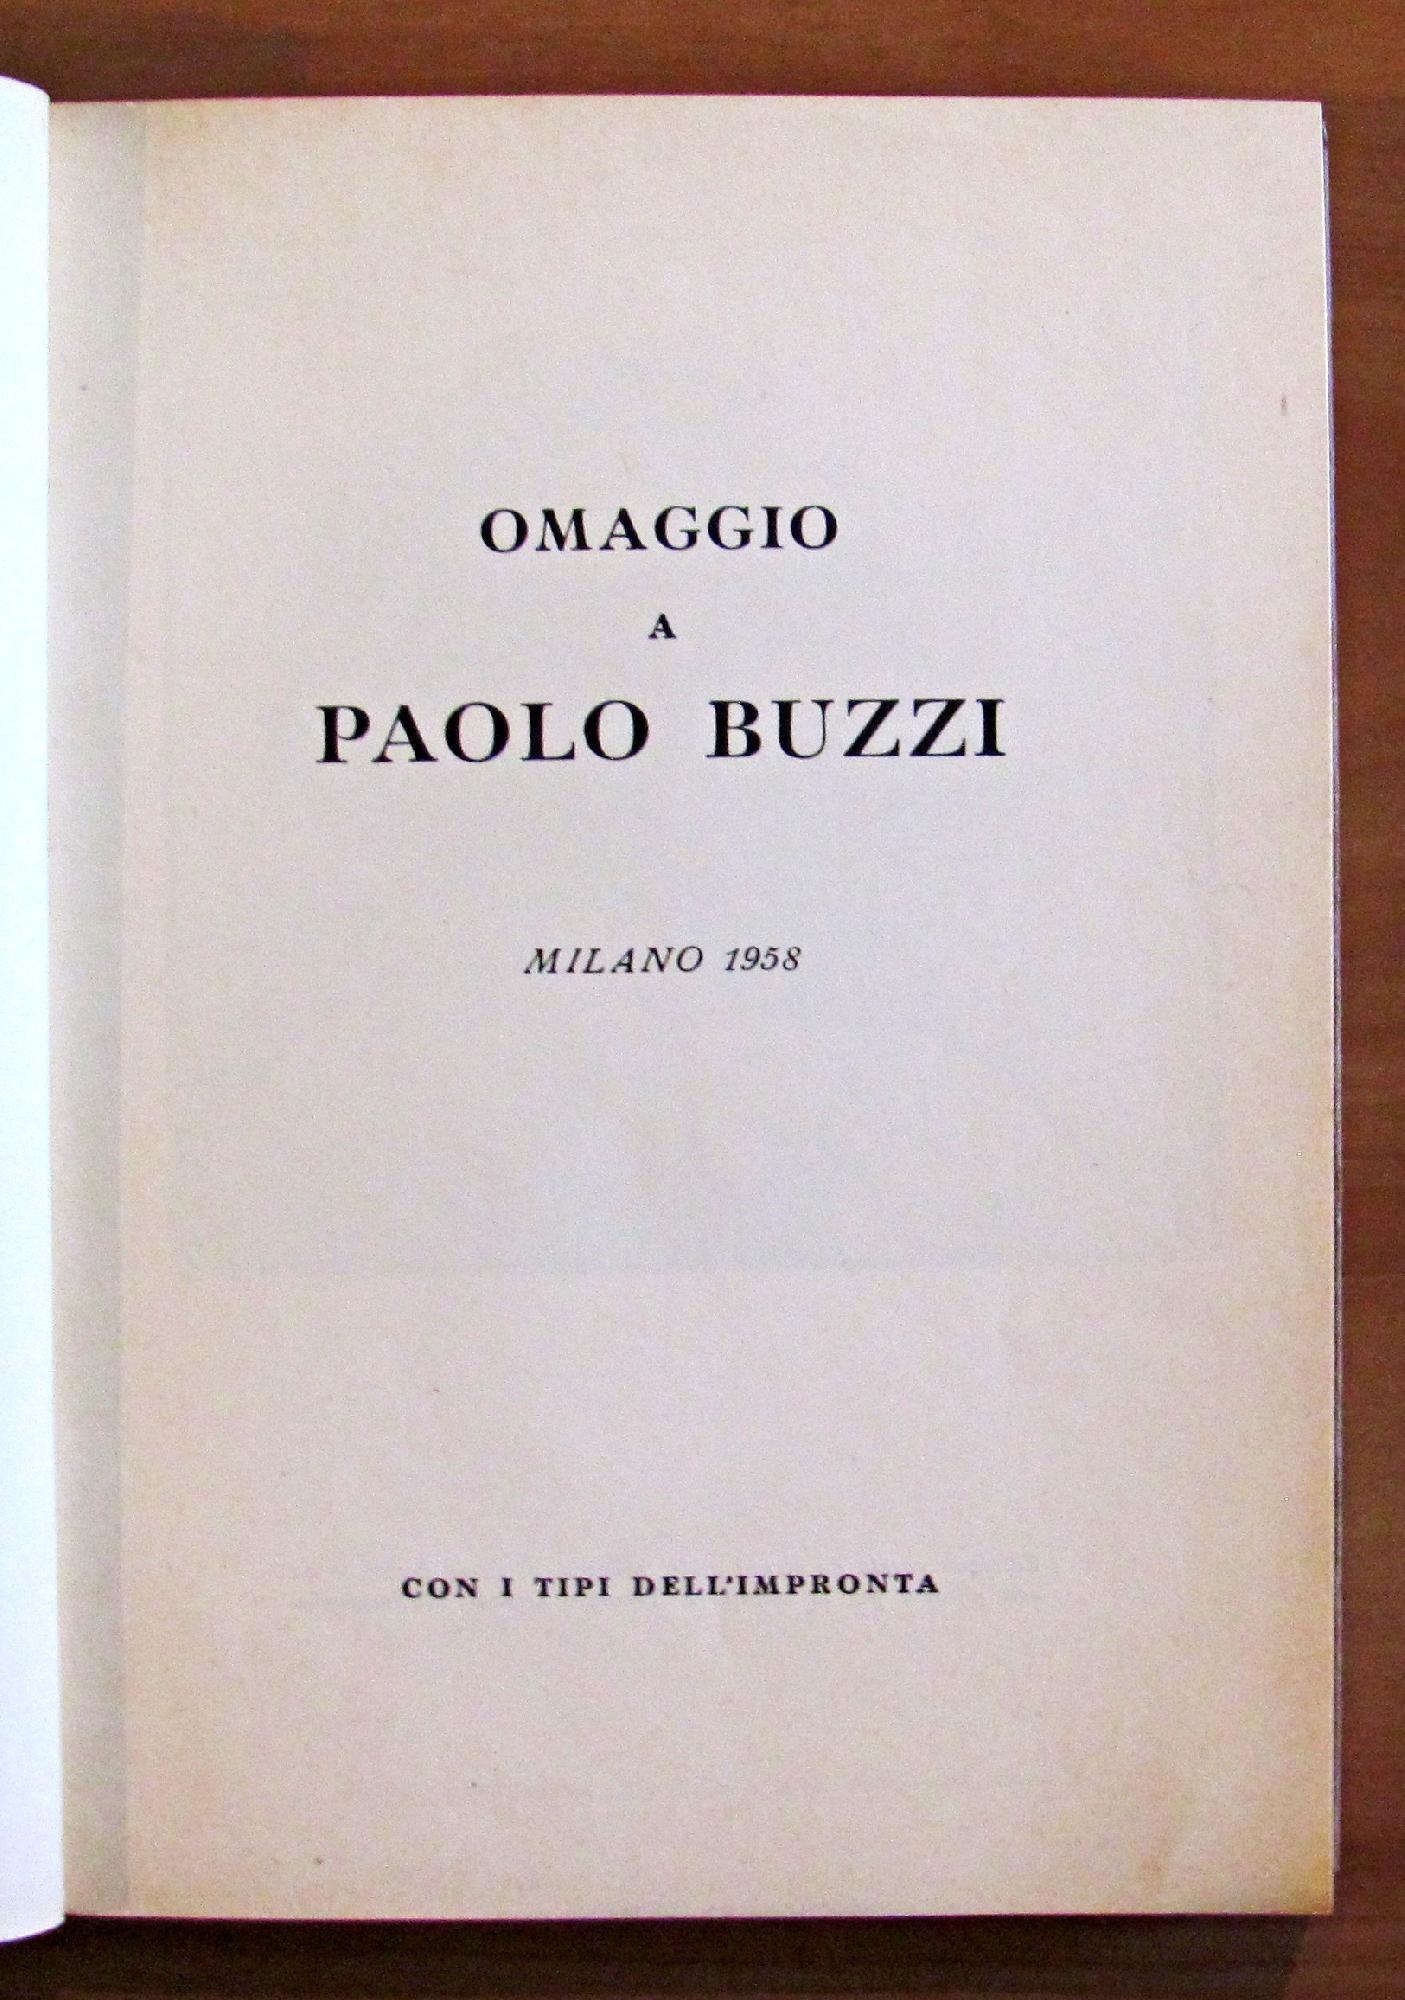 OMAGGIO
A
PAOLO BUZZI
MILANO 1958
CON I TIPI DELL'IMPRONTA